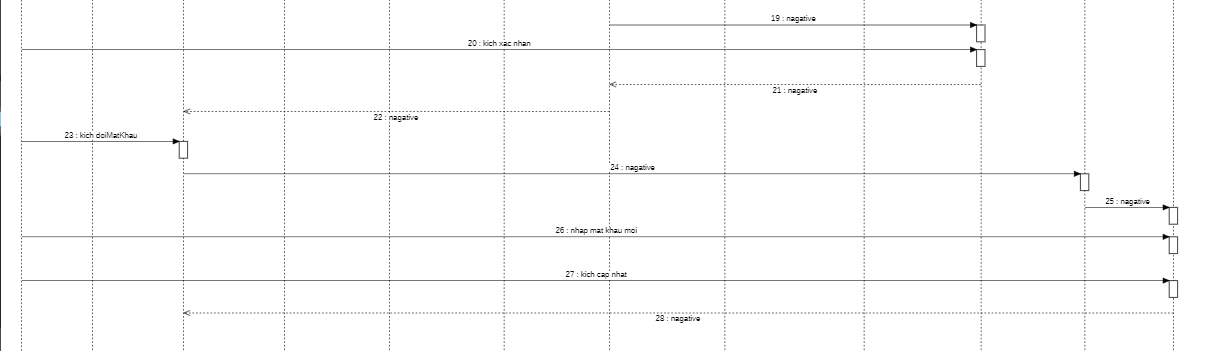 19 : nagative
20 : kich xac nhan
21 : nagative
22 : nagative
23 : kich doiMatKhau
24 : nagative
25 : nagative
26 : nhap mat khau moi
27 : kich cap nhat
28 : nagative